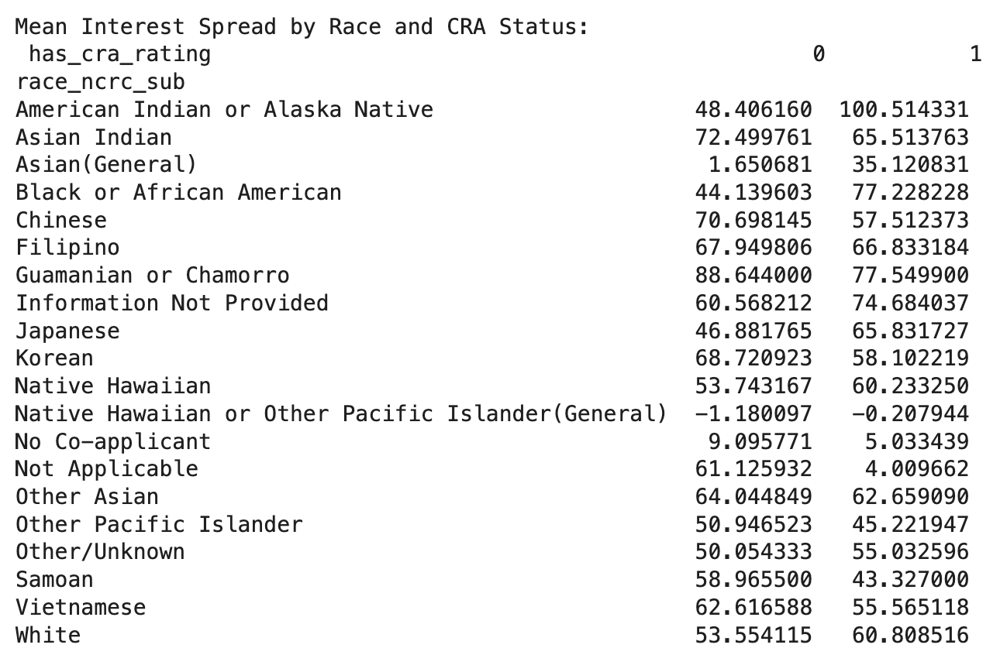 Mean Interest Spread by Race and CRA Status:
has_cra_rating 0 1
race_ncrc_sub
American Indian or Alaska Native 48.406160 100.514331
Asian Indian 72.499761 65.513763
Asian(General) 1.650681 35.120831
Black or African American 44.139603 77.228228
Chinese 70.698145 57.512373
Filipino 67.949806 66.833184
Guamanian or Chamorro 88.644000 77.549900
Information Not Provided 60.568212 74.684037
Japanese 46.881765 65.831727
Korean 68.720923 58.102219
Native Hawaiian 53.743167 60.233250
Native Hawaiian or Other Pacific Islander(General) -1.180097 -0.207944
No Co-applicant 9.095771 5.033439
Not Applicable 61.125932 4.009662
Other Asian 64.044849 62.659090
Other Pacific Islander 50.946523 45.221947
Other/Unknown 50.054333 55.032596
Samoan 58.965500 43.327000
Vietnamese 62.616588 55.565118
White 53.554115 60.808516